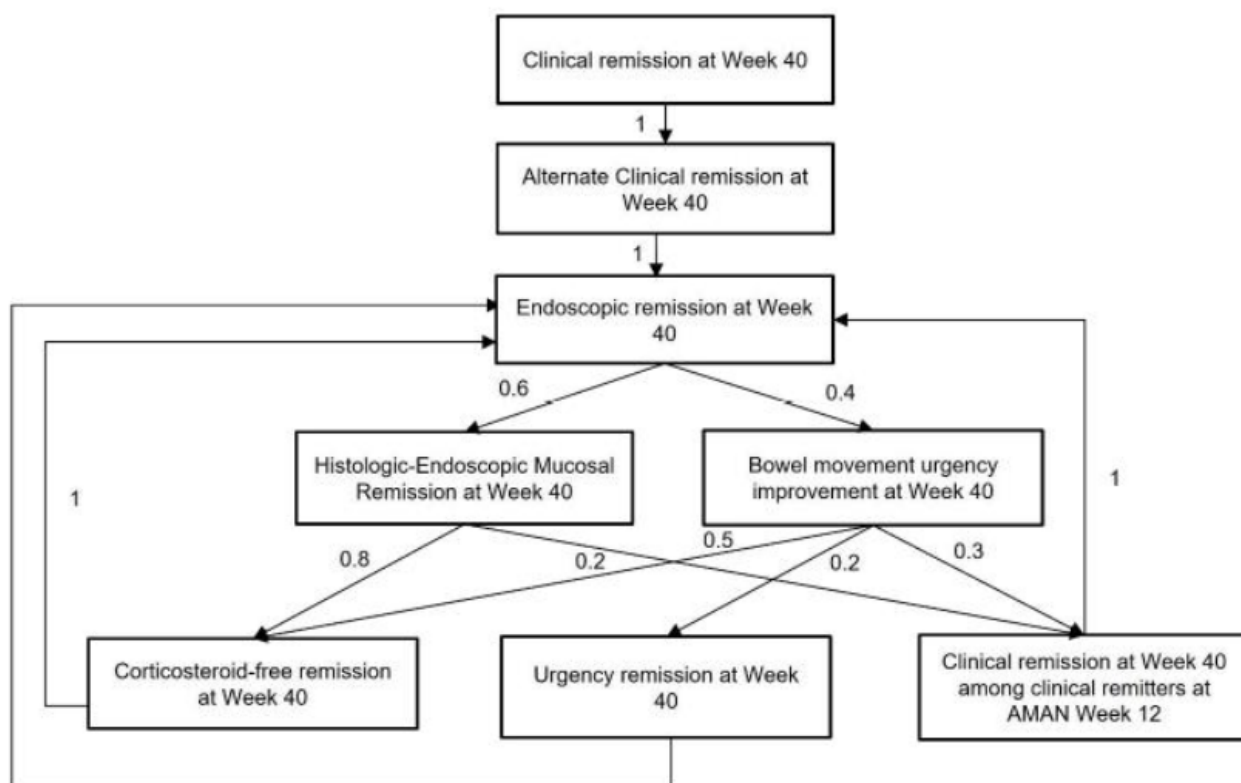 Clinical remission at Week 40
1
Alternate Clinical remission at
Week 40
1
Endoscopic remission at Week
40
0.6
0.4
Histologic-Endoscopic Mucosal
Remission at Week 40
Bowel movement urgency
improvement at Week 40
1
1
0.8
0.2
0.5
0.2
0.3
Corticosteroid-free remission
at Week 40
Urgency remission at Week
40
Clinical remission at Week 40
among clinical remitters at
AMAN Week 12